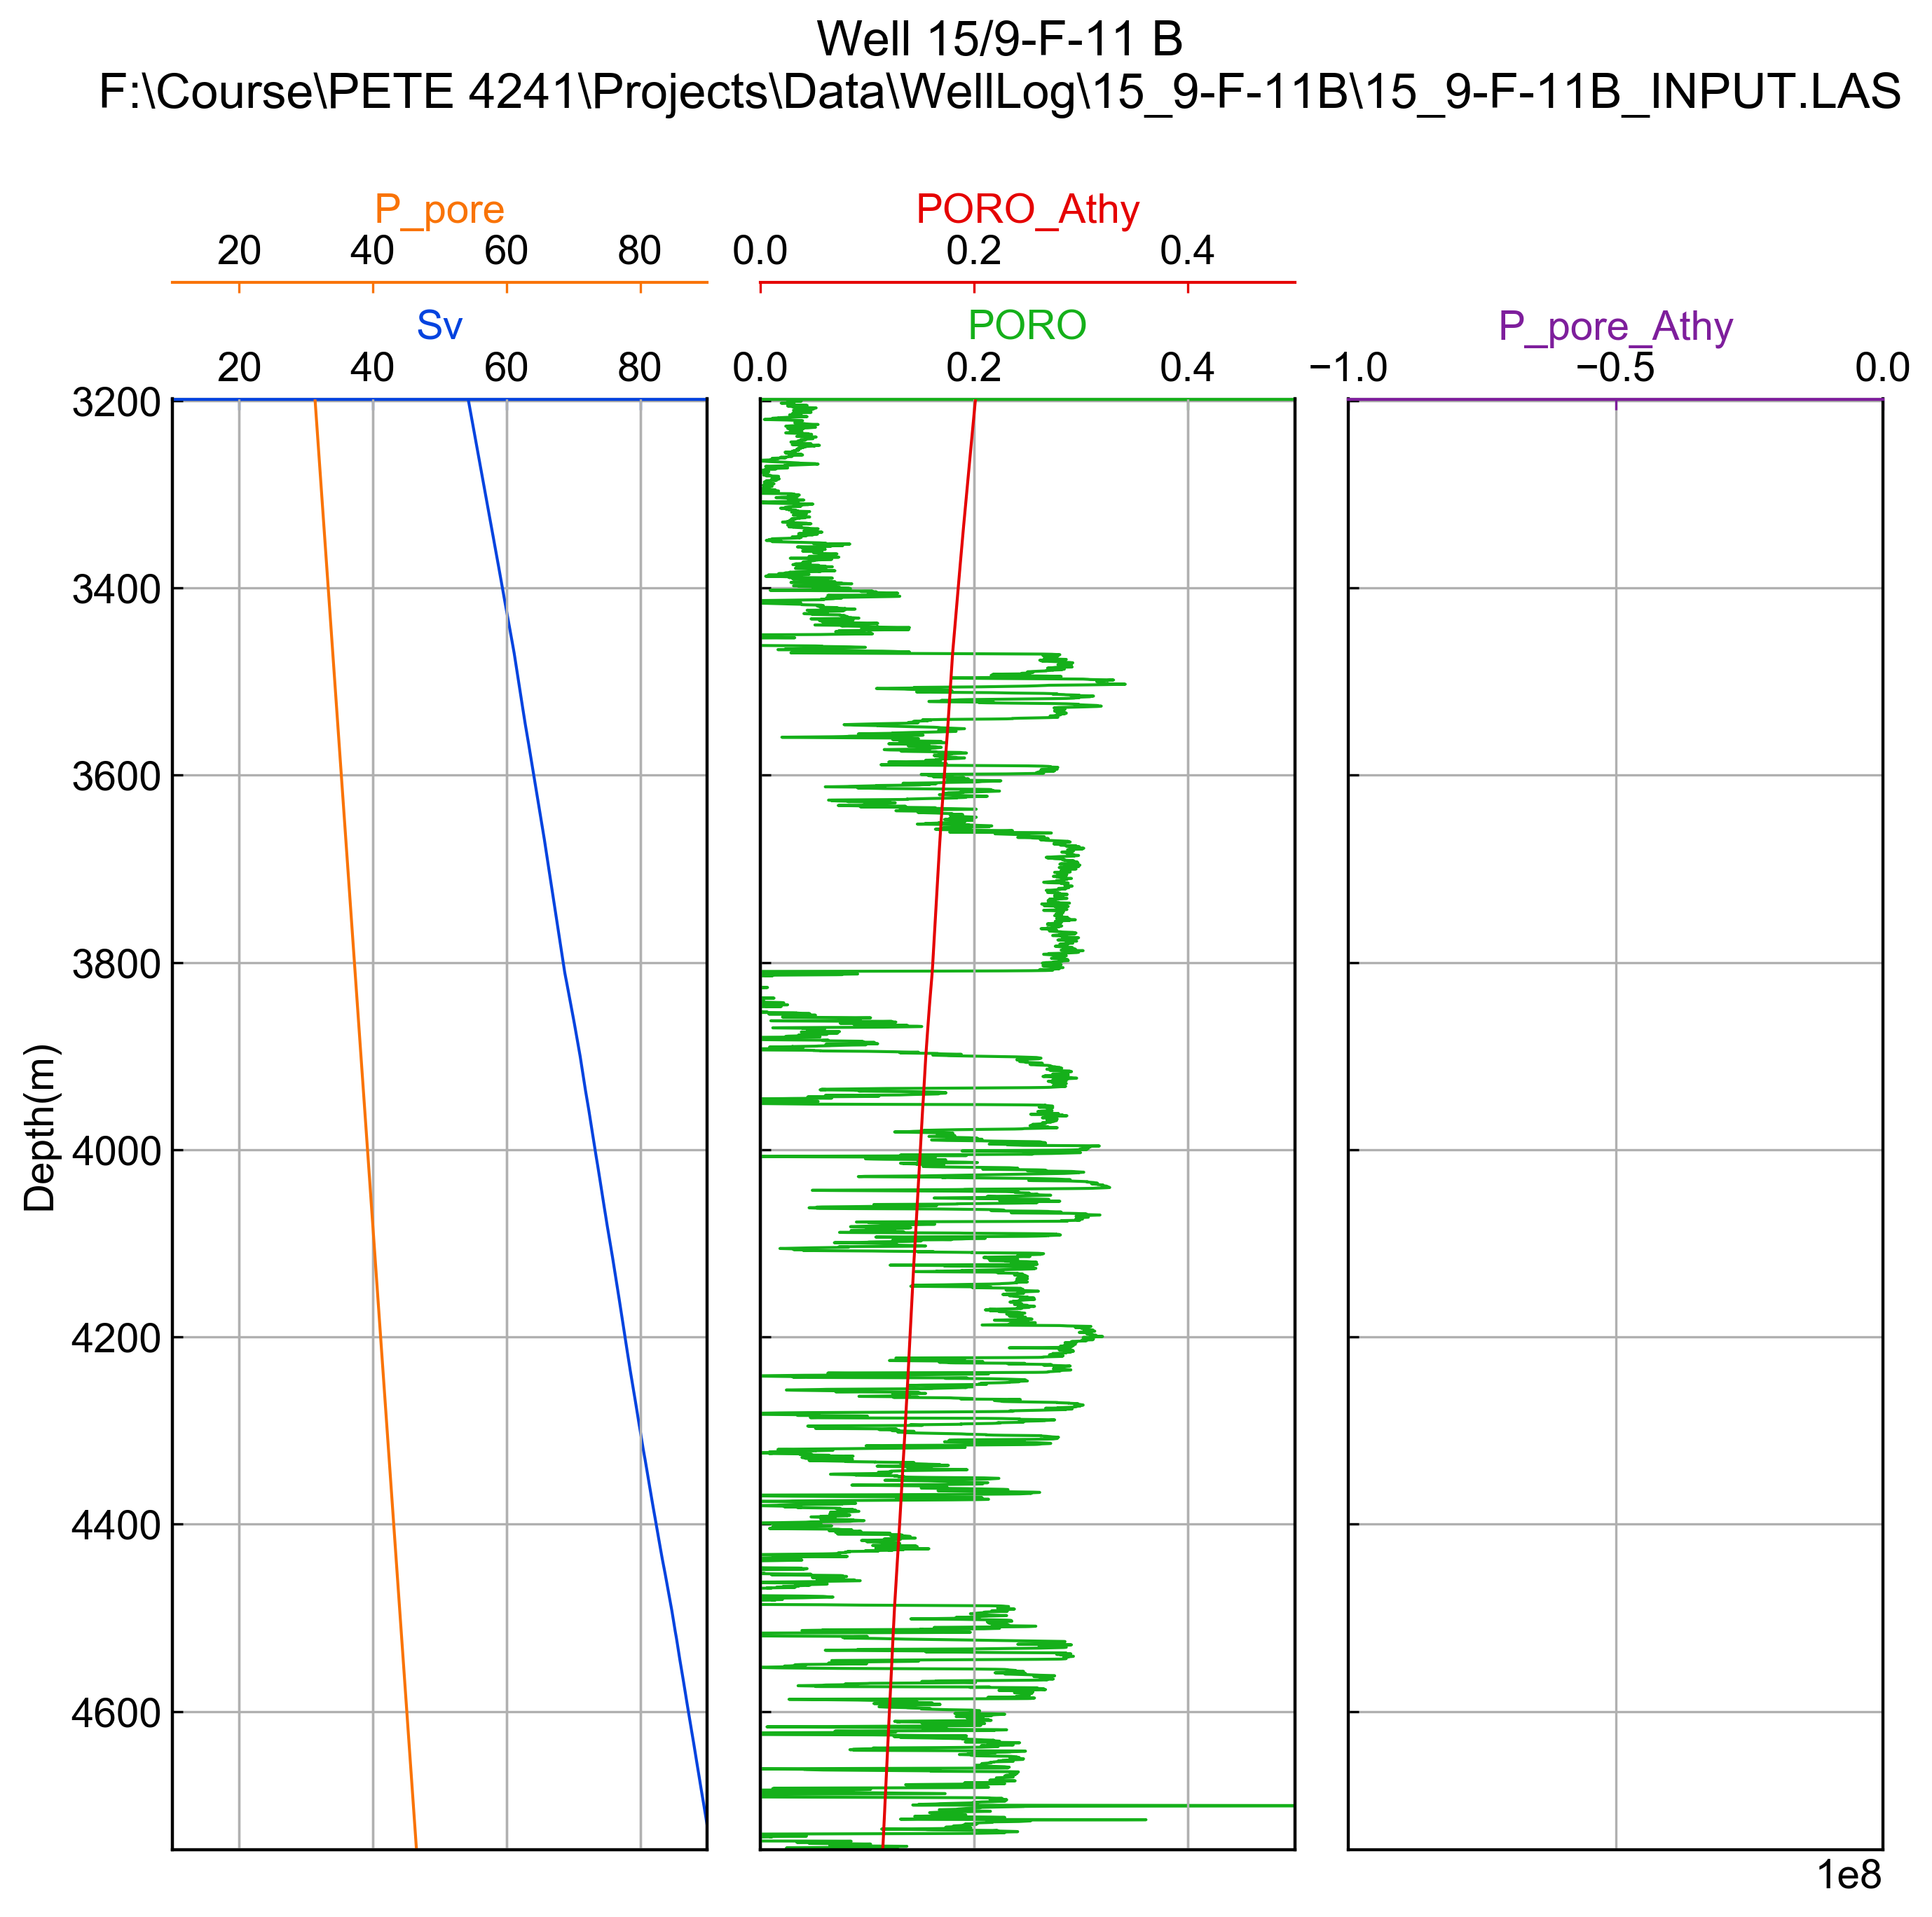 Well 15/9-F-11 B
F:\Course\PETE 4241\Projects\Data\WellLog\15_9-F-11B\15_9-F-11B_INPUT.LAS
P_pore
20 40 60 80
PORO_Athy
0.0 0.2 0.4
Sv
20 40 60 80
PORO
0.0 0.2 0.4
P_pore_Athy
−1.0 −0.5 0.0
Depth(m)
3200
3400
3600
3800
4000
4200
4400
4600
1e8